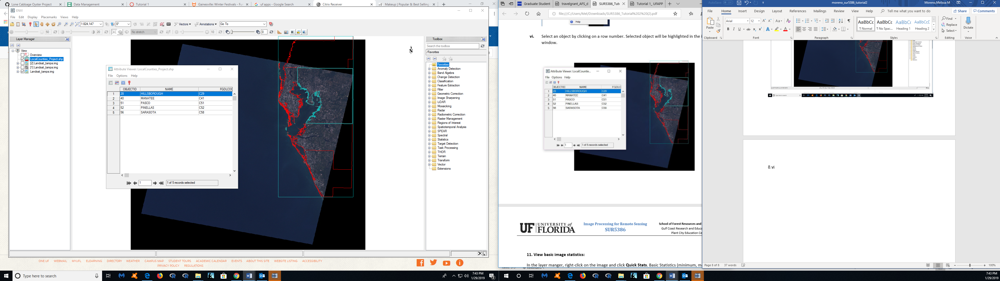 Lone Cabbage Oyster Project
Data Management
Tutorial 1
Gainesville: Winter Festivals - Fun
uf apps - Google Search
Citrix Receiver
Makeup | Popular & Best Selling
ENVI
File Edit Display Placemarks Views Help
1:824,147 0° Vectors Annotations Go To
50 20 No stretch 10 0
Layer Manager
View
Overview
LocalCounties_Project.shp
[2] Landsat_tampa.img
[1] Landsat_tampa.img
Landsat_tampa.img
Attribute Viewer: LocalCounties_Project.shp
File Options Help
OBJECTID NAME FGDLCOD
1 28 HILLSBOROUGH C29
2 40 MANATEE C41
3 51 PASCO C51
4 52 PINELLAS C52
5 56 SARASOTA C58
1 1 of 5 records selected
N
Toolbox
Search the toolbox
/Favorites
Favorites
Anomaly Detection
Band Algebra
Change Detection
Classification
Feature Extraction
Filter
Geometric Correction
Image Sharpening
LiDAR
Mosaicking
Radar
Radiometric Correction
Raster Management
Regions of Interest
Spatiotemporal Analysis
SPEAR
Spectral
Statistics
Target Detection
Task Processing
THOR
Terrain
Transform
Vector
Extensions
ONE UF WEBMAIL MYUFL ELEARNING DIRECTORY WEATHER CAMPUS MAP STUDENT TOURS ACADEMIC CALENDAR EVENTS ABOUT THIS SITE WEBSITE LISTING ACCESSIBILITY
PRIVACY POLICY REGULATIONS
Type here to search
7:43 PM
1/29/2019
Graduate Student
travelgrant_AFS_d
SUR5386_Tut
Tutorial 1_ UFAPP
file:///C:/Users/Mel/Downloads/SUR5386_Tutorial%202%20(2).pdf
Help
vi. Select an object by clicking on a row number. Selected object will be highlighted in the i
window.
Attribute Viewer: LocalCountie...
File Options Help
OBJECTID NAME FGDLC
1 28 HILLSBOROUGH C29
2 40 MANATEE C41
3 51 PASCO C51
4 52 PINELLAS C52
5 56 SARASOTA C58
1 1 of 5 records selected
UF UNIVERSITY of
FLORIDA
Image Processing for Remote Sensing
SUR5386
School of Forest Resources and
Gulf Coast Research and Educa
Plant City Education Ce
11. View basic image statistics:
In the layer manger, right-click on the image and click Quick Stats. Basic Statistics (minimum, ma
AutoSave Off
moreno_sur5386_tutorial2
Moreno,Melissa M
File Home Insert Design Layout References Mailings Review View Help Tell me what you want to do Share Comments
Paste
Arial 12
AaBbCc AaBbCc AaBbCc AaBbCcE
¶ Normal ¶ No Spac... Heading 1 Heading 2
Find
Replace
Select
Dictate
Clipboard Font Paragraph Styles Editing Voice
8.vi
Page 8 of 8 37 words
100%
7:43 PM
1/29/2019